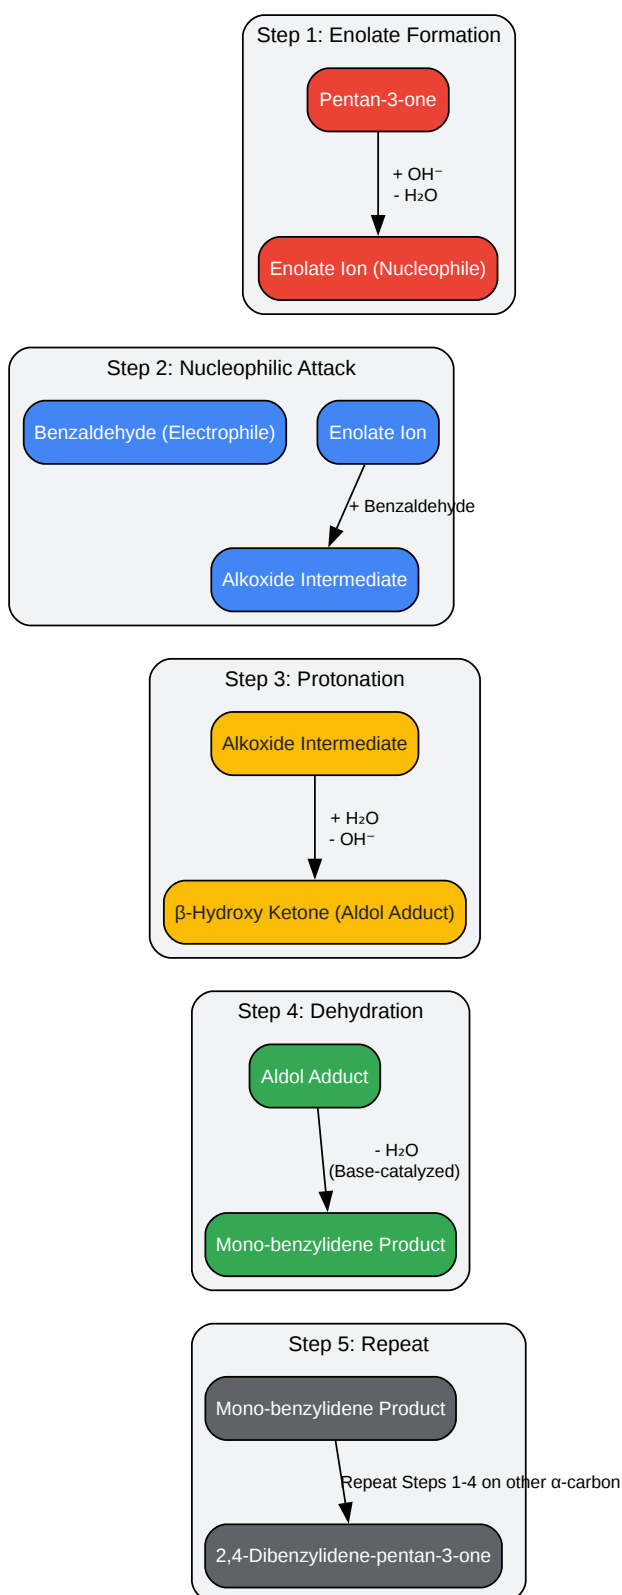 Step 1: Enolate Formation
Pentan-3-one
+ OH⁻
- H₂O
Enolate Ion (Nucleophile)
Step 2: Nucleophilic Attack
Benzaldehyde (Electrophile)
Enolate Ion
+ Benzaldehyde
Alkoxide Intermediate
Step 3: Protonation
Alkoxide Intermediate
+ H₂O
- OH⁻
β-Hydroxy Ketone (Aldol Adduct)
Step 4: Dehydration
Aldol Adduct
- H₂O
(Base-catalyzed)
Mono-benzylidene Product
Step 5: Repeat
Mono-benzylidene Product
Repeat Steps 1-4 on other α-carbon
2,4-Dibenzylidene-pentan-3-one